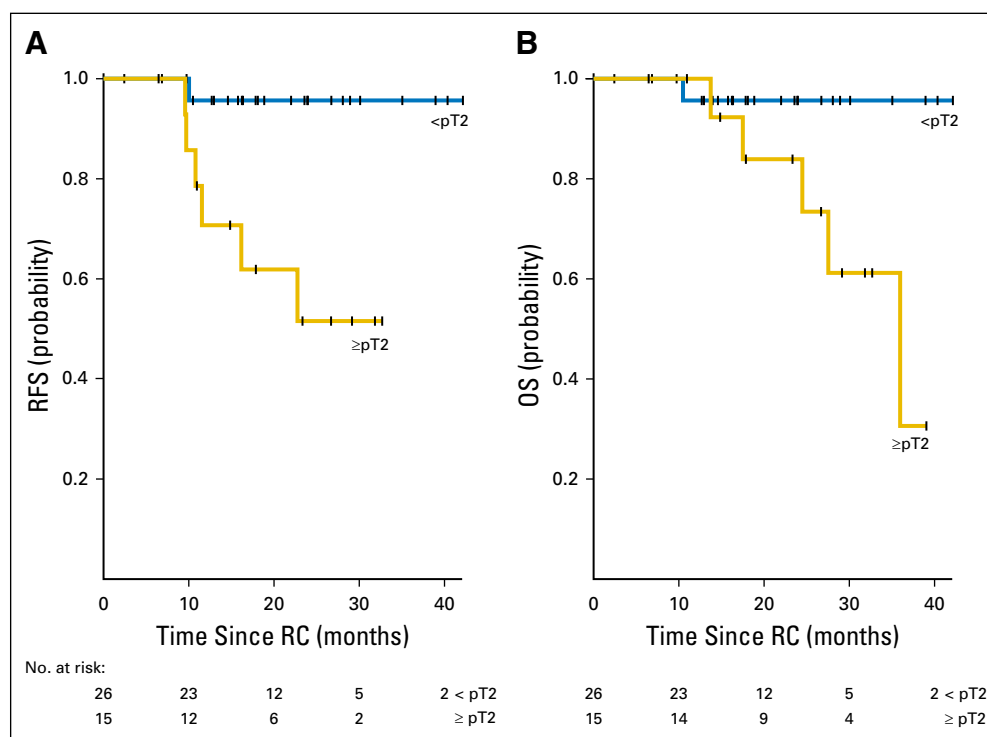 A
B
RFS (probability)
1.0
0.8
0.6
0.4
0.2
<pT2
≥pT2
0 10 20 30 40
Time Since RC (months)
OS (probability)
1.0
0.8
0.6
0.4
0.2
<pT2
≥pT2
0 10 20 30 40
Time Since RC (months)
No. at risk:
26 23 12 5 2 < pT2 26 23 12 5 2 < pT2
15 12 6 2 ≥ pT2 15 14 9 4 ≥ pT2